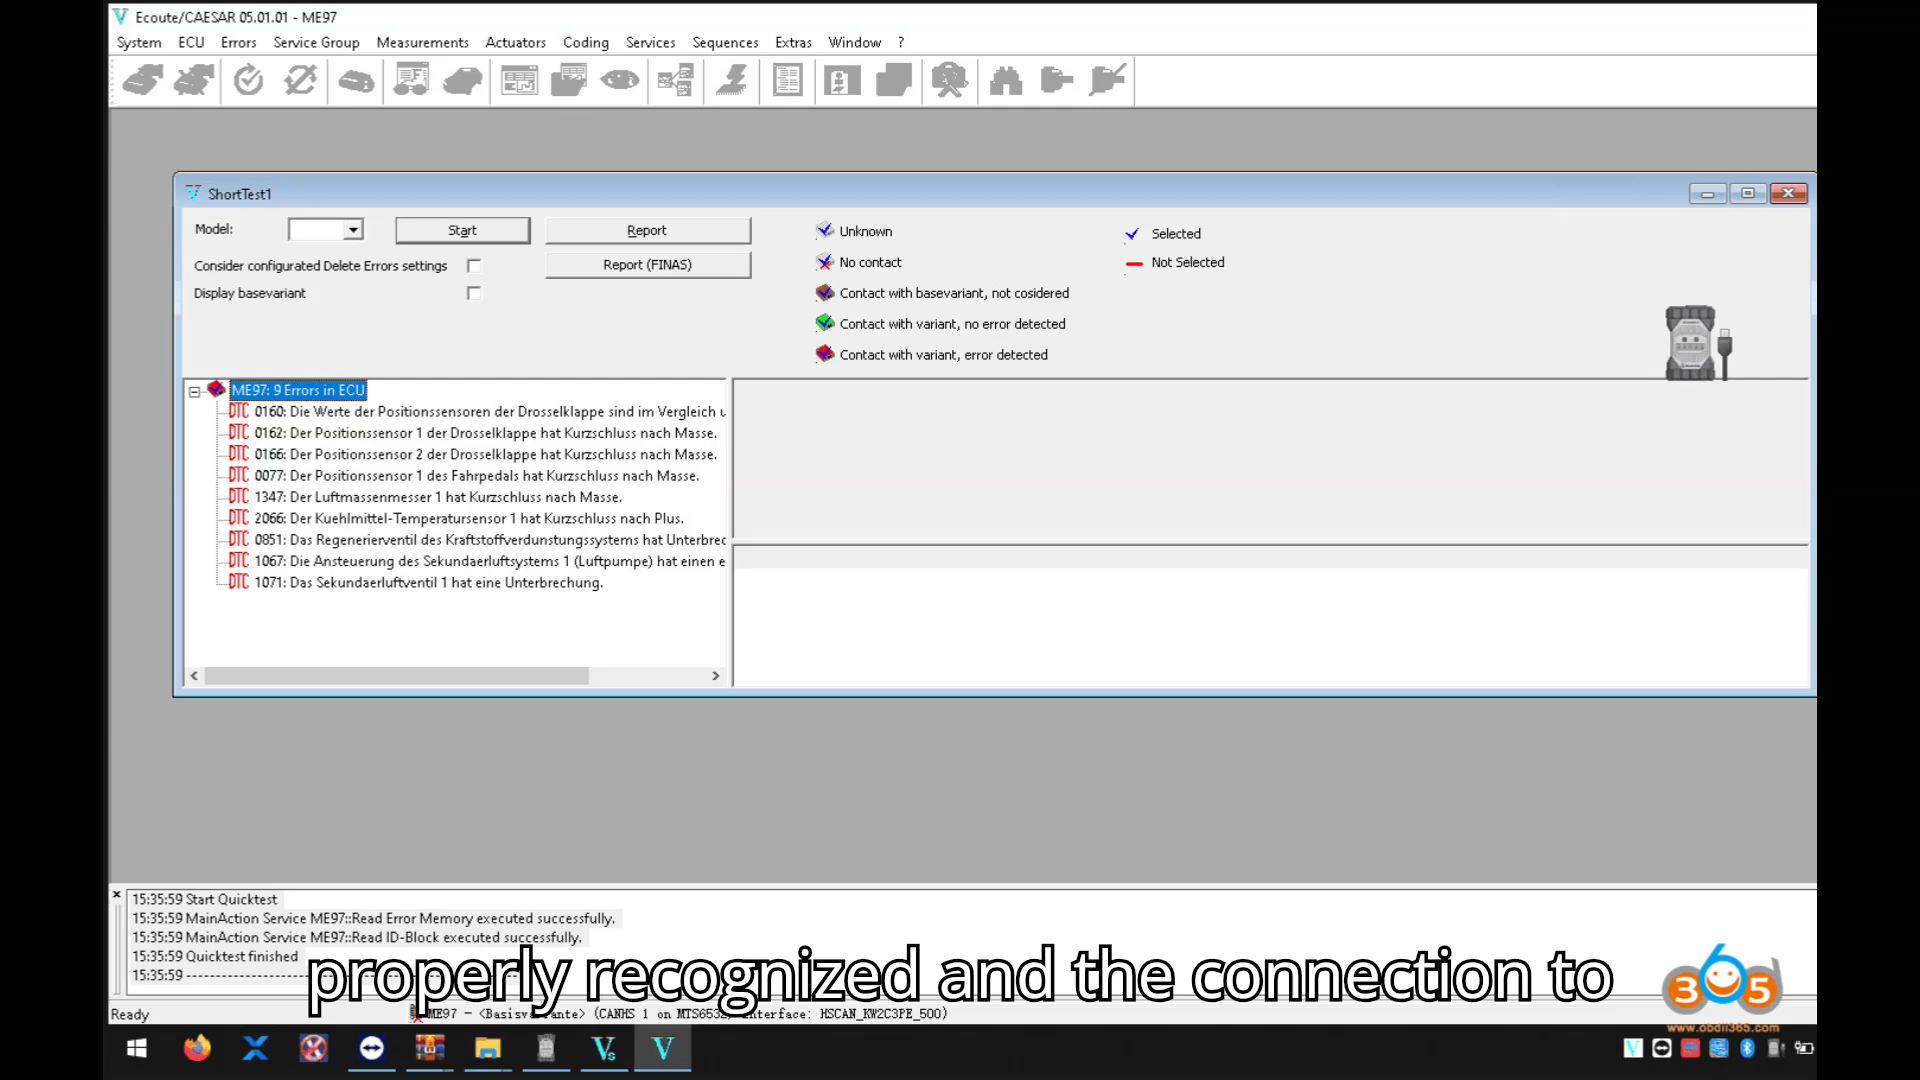 Ecoute/CAESAR 05.01.01 - ME97
System ECU Errors Service Group Measurements Actuators Coding Services Sequences Extras Window ?
ShortTest1
Model: Start Report
Consider configurated Delete Errors settings Report (FINAS)
Display basevariant
Unknown
No contact
Contact with basevariant, not cosidered
Contact with variant, no error detected
Contact with variant, error detected
Selected
Not Selected
ME97: 9 Errors in ECU
DTC 0160: Die Werte der Positionssensoren der Drosselklappe sind im Vergleich u
DTC 0162: Der Positionssensor 1 der Drosselklappe hat Kurzschluss nach Masse.
DTC 0166: Der Positionssensor 2 der Drosselklappe hat Kurzschluss nach Masse.
DTC 0077: Der Positionssensor 1 des Fahrpedals hat Kurzschluss nach Masse.
DTC 1347: Der Luftmassenmesser 1 hat Kurzschluss nach Masse.
DTC 2066: Der Kuehlmittel-Temperatursensor 1 hat Kurzschluss nach Plus.
DTC 0851: Das Regenerierventil des Kraftstoffverdunstungssystems hat Unterbrec
DTC 1067: Die Ansteuerung des Sekundaerluftsystems 1 (Luftpumpe) hat einen e
DTC 1071: Das Sekundaerluftventil 1 hat eine Unterbrechung.
15:35:59 Start Quicktest
15:35:59 MainAction Service ME97::Read Error Memory executed successfully.
15:35:59 MainAction Service ME97::Read ID-Block executed successfully.
15:35:59 Quicktest finished
15:35:59 --------------------
properly recognized and the connection to
365
www.obdii365.com
Ready ME97 - <Basisvariante> (CANHS 1 on MTS6532, Interface: HSCAN_KW2C3PE_500)